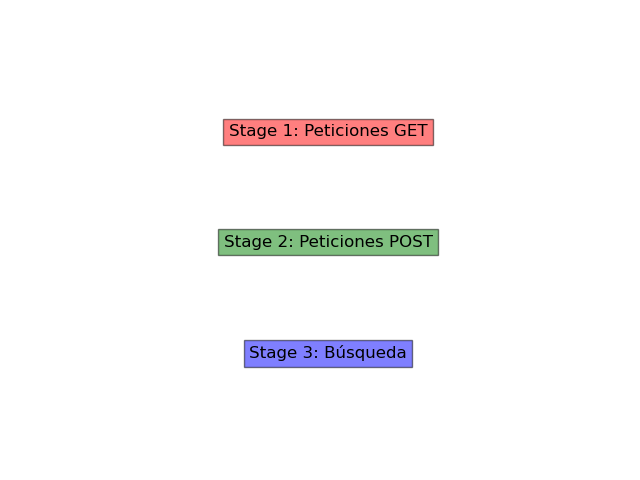 Stage 1: Peticiones GET
Stage 2: Peticiones POST
Stage 3: Búsqueda